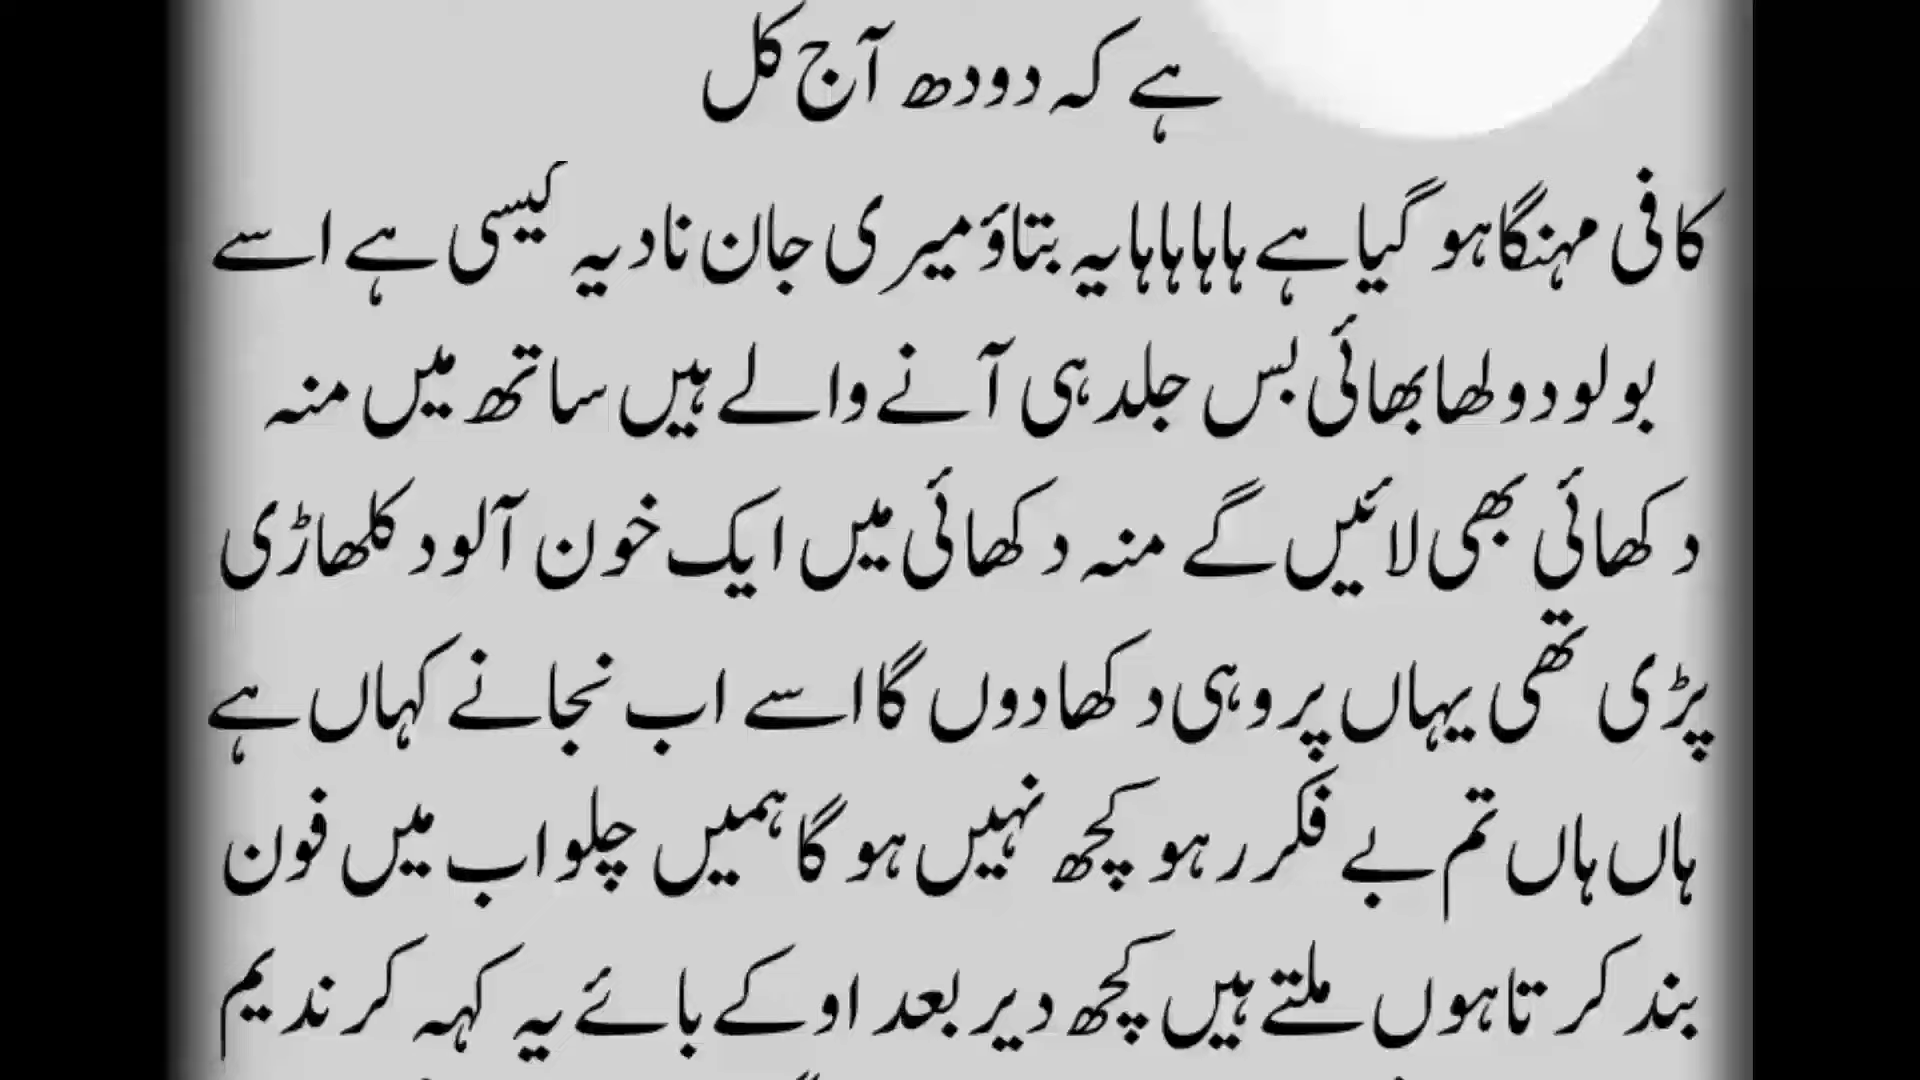 ہے کہ دودھ آج کل
کافی مہنگا ہو گیا ہے ہاہاہاہا یہ بتاؤ میری جان نادیہ کیسی ہے اسے
بولو دولھا بھائی بس جلد ہی آنے والے ہیں ساتھ میں منہ
دکھائی بھی لائیں گے منہ دکھائی میں ایک خون آلود کلھاڑی
پڑی تھی یہاں پر وہی دکھا دوں گا اسے اب نجانے کہاں ہے
ہاں ہاں تم بے فکر رہو کچھ نہیں ہو گا ہمیں چلو اب میں فون
بند کرتا ہوں ملتے ہیں کچھ دیر بعد اوکے بائے یہ کہہ کر ندیم